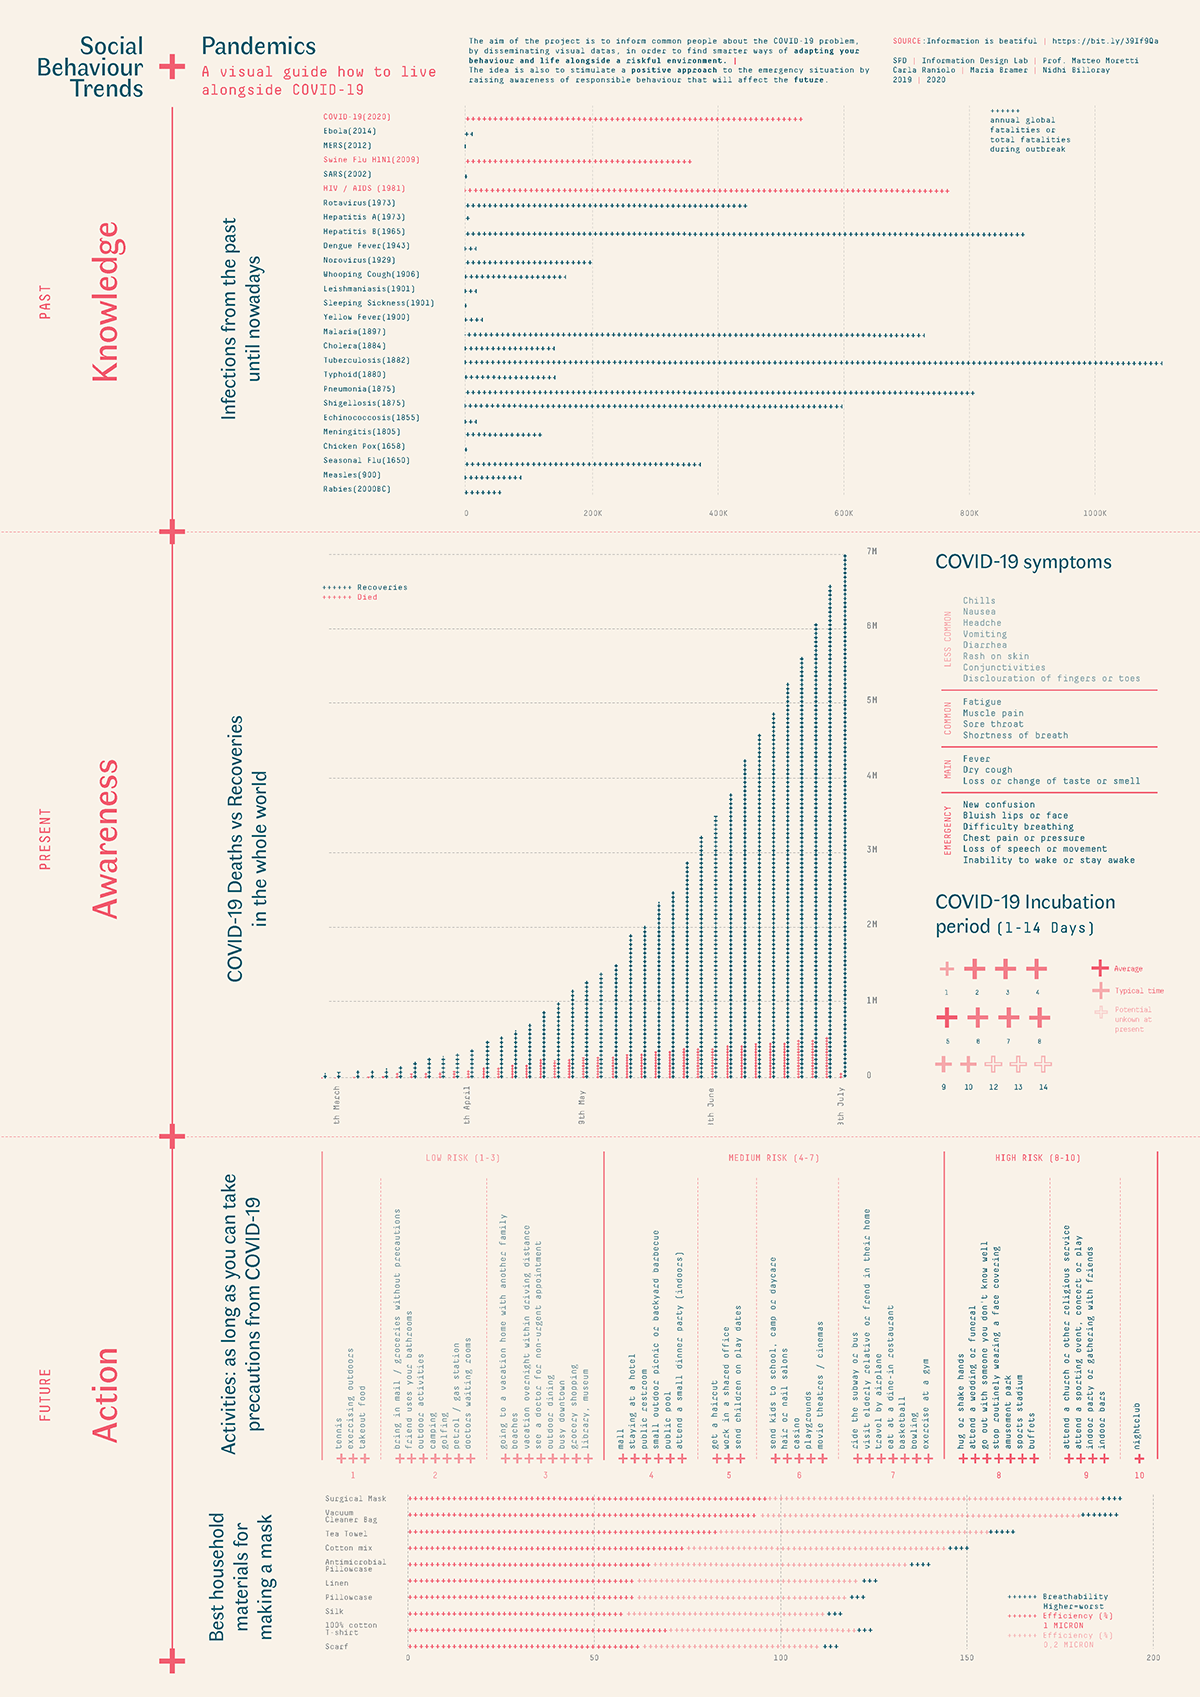 Social
Behaviour
Trends
Pandemics
A visual guide how to live
alongside COVID-19
The aim of the project is to inform common people about the COVID-19 problem,
by disseminating visual datas, in order to find smarter ways of adapting your
behaviour and life alongside a riskful environment. |
The idea is also to stimulate a positive approach to the emergency situation by
raising awareness of responsible behaviour that will affect the future.
SOURCE:Information is beatiful | https://bit.ly/39If9Qa
SPD | Information Design Lab | Prof. Matteo Moretti
Carla Raniolo | Maria Bramer | Nidhi Billoray
2019 | 2020
PAST
Knowledge
Infections from the past
until nowadays
annual global
fatalities or
total fatalities
during outbreak
COVID-19(2020)
Ebola(2014)
MERS(2012)
Swine Flu H1N1(2009)
SARS(2002)
HIV / AIDS (1981)
Rotavirus(1973)
Hepatitis A(1973)
Hepatitis B(1965)
Dengue Fever(1943)
Norovirus(1929)
Whooping Cough(1906)
Leishmaniasis(1901)
Sleeping Sickness(1901)
Yellow Fever(1900)
Malaria(1897)
Cholera(1884)
Tuberculosis(1882)
Typhoid(1880)
Pneumonia(1875)
Shigellosis(1875)
Echinococcosis(1855)
Meningitis(1805)
Chicken Pox(1658)
Seasonal Flu(1650)
Measles(900)
Rabies(2000BC)
0 200K 400K 600K 800K 1000K
PRESENT
Awareness
COVID-19 Deaths vs Recoveries
in the whole world
Recoveries
Died
7M
6M
5M
4M
3M
2M
1M
0
th March
th April
9th May
th June
th July
COVID-19 symptoms
LESS COMMON
Chills
Nausea
Headche
Vomiting
Diarrhea
Rash on skin
Conjunctivities
Disclouration of fingers or toes
COMMON
Fatigue
Muscle pain
Sore throat
Shortness of breath
MAIN
Fever
Dry cough
Loss or change of taste or smell
EMERGENCY
New confusion
Bluish lips or face
Difficulty breathing
Chest pain or pressure
Loss of speech or movement
Inability to wake or stay awake
COVID-19 Incubation
period (1-14 Days)
1 2 3 4
5 6 7 8
9 10 12 13 14
Average
Typical time
Potential
unkown at
present
FUTURE
Action
Activities: as long as you can take
precautions from COVID-19
LOW RISK (1-3)
MEDIUM RISK (4-7)
HIGH RISK (8-10)
tennis
exercising outdoors
takeout food
1
bring in mail / groceries without precautions
friend uses your bathrooms
outdoor activities
camping
golfing
petrol / gas station
doctors waiting rooms
2
going to a vacation home with another family
beaches
vacation overnight within driving distance
see a doctor for non-urgent appointment
outdoor dining
busy downtown
grocery shopping
library, museum
3
mall
staying at a hotel
public restroom
small outdoor picnic or backyard barbecue
public pool
attend a small dinner party (indoors)
4
get a haircut
work in a shared office
send children on play dates
5
send kids to school, camp or daycare
hair or nail salons
casino
playgrounds
movie theatres / cinemas
6
ride the subway or bus
visit elderly relative or frend in their home
travel by airplane
eat at a dine-in restaurant
basketball
bowling
exercise at a gym
7
hug or shake hands
attend a wedding or funeral
go out with someone you don't know well
stop routinely wearing a face covering
amusement park
sports stadium
buffets
8
attend a church or other religious service
attend a sporting event, concert or play
indoor party or gathering with friends
indoor bars
9
nightclub
10
Best household
materials for
making a mask
Surgical Mask
Vacuum
Cleaner Bag
Tea Towel
Cotton mix
Antimicrobial
Pillowcase
Linen
Pillowcase
Silk
100% cotton
T-shirt
Scarf
Breathability
Higher=worst
Efficiency (%)
1 MICRON
Efficiency (%)
0,2 MICRON
0 50 100 150 200